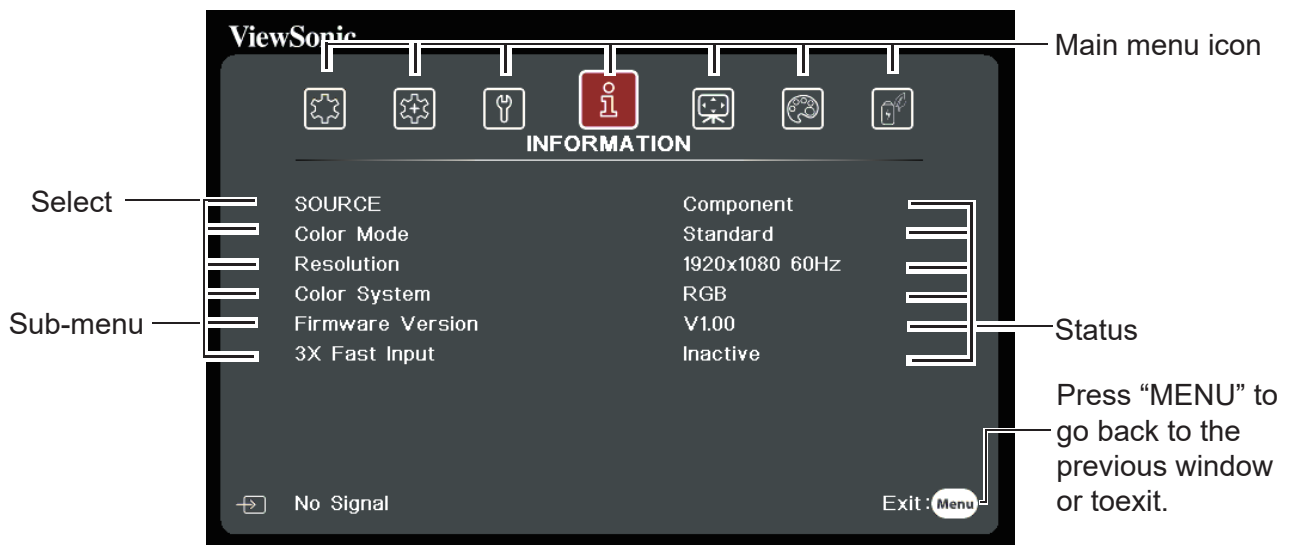 ViewSonic
Main menu icon
INFORMATION
Select
SOURCE Component
Color Mode Standard
Resolution 1920x1080 60Hz
Color System RGB
Sub-menu
Firmware Version V1.00
Status
3X Fast Input Inactive
Press “MENU” to
go back to the
previous window
or toexit.
No Signal
Exit : Menu